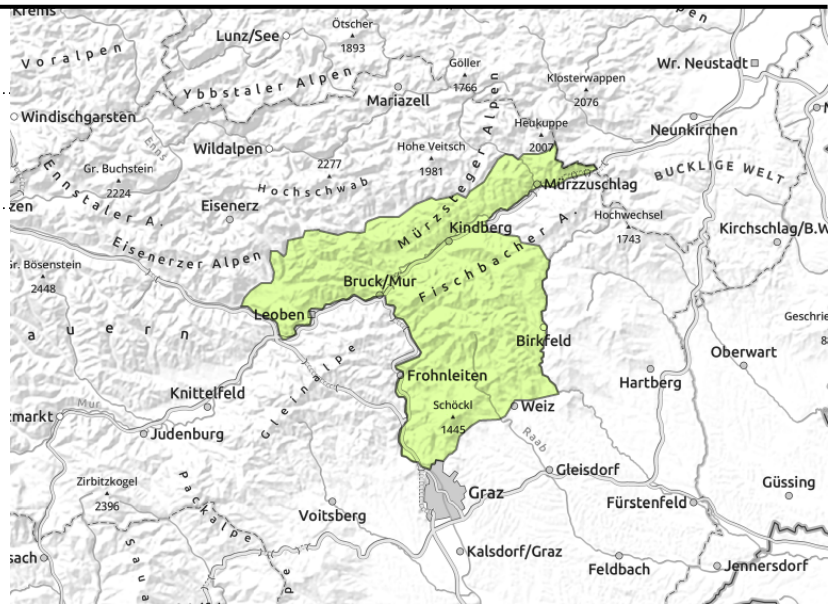 Krems
Ötscher
1893
Lunz/See
Voralpen
Göller
1766
Klosterwappen
2076
Wr. Neustadt
Ybbstaler Alpen
Mariazell
Windischgarsten
Enns
Wildalpen
Hohe Veitsch
1981
Heukuppe
2007
Neunkirchen
Gr. Buchstein
2224
2277
Hochschwab
Mürzsteger Alpen
Mürzzuschlag
BUCKLIGE WELT
Ennstaler A.
Eisenerz
Hochwechsel
1743
Kindberg
Kirchschlag/B.W
Eisenerzer Alpen
Fischbacher A.
Gr. Bösenstein
2448
Bruck/Mur
Leoben
auern
Birkfeld
Oberwart
Gleinalpe
Frohnleiten
Hartberg
Knittelfeld
Schöckl
1445
Weiz
Mur
Judenburg
Raab
Zirbitzkogel
2396
Gleisdorf
Güssing
Packalpe
Graz
Fürstenfeld
Voitsberg
Kalsdorf/Graz
Feldbach
Jennersdorf